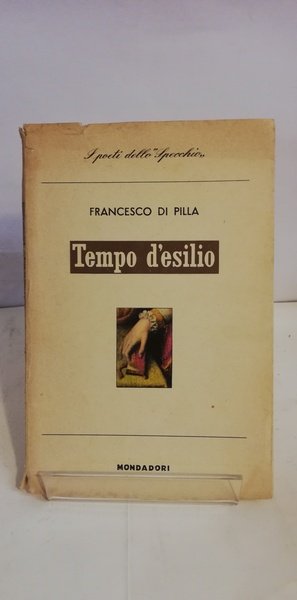 I poeti dello "Specchio"
FRANCESCO DI PILLA
Tempo d'esilio
MONDADORI